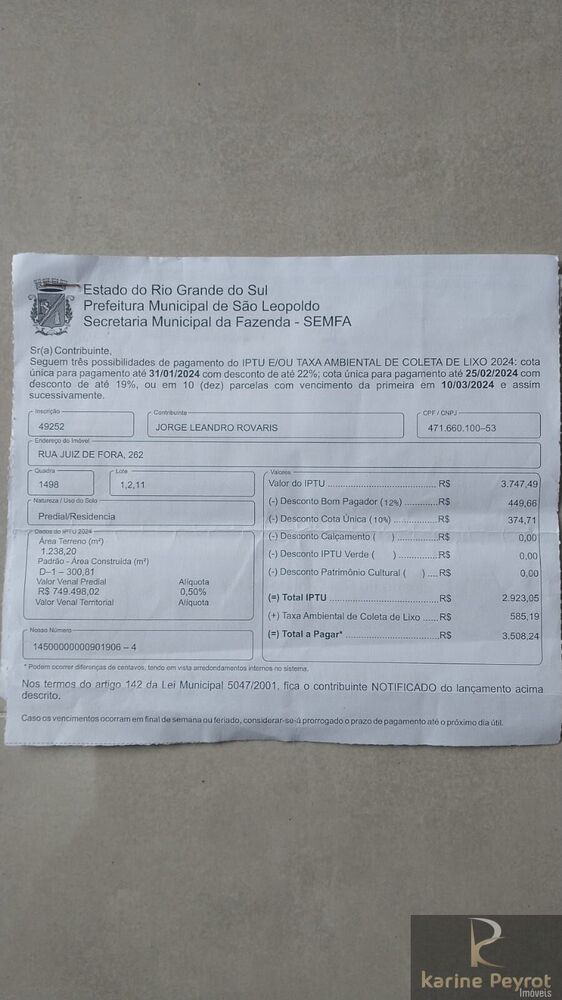 Estado do Rio Grande do Sul
Prefeitura Municipal de São Leopoldo
Secretaria Municipal da Fazenda - SEMFA
Sr(a) Contribuinte,
Seguem três possibilidades de pagamento do IPTU E/OU TAXA AMBIENTAL DE COLETA DE LIXO 2024: cota
única para pagamento até 31/01/2024 com desconto de até 22%; cota única para pagamento até 25/02/2024 com
desconto de até 19%, ou em 10 (dez) parcelas com vencimento da primeira em 10/03/2024 e assim
sucessivamente.
Inscrição
49252
Contribuinte
JORGE LEANDRO ROVARIS
CPF / CNPJ
471.660.100-53
Endereço do Imóvel
RUA JUIZ DE FORA, 262
Quadra
1498
Lote
1,2,11
Natureza / Uso do Solo
Predial/Residencia
Dados do IPTU 2024
Área Terreno (m²)
1.238,20
Padrão - Área Construída (m²)
D-1 - 300,81
Valor Venal Predial Alíquota
R$ 749.498,02 0,50%
Valor Venal Territorial Alíquota
Nosso Número
14500000000901906 - 4
Valores
Valor do IPTU ............................ R$ 3.747,49
(-) Desconto Bom Pagador (12%) ........... R$ 449,66
(-) Desconto Cota Única (10%) ............ R$ 374,71
(-) Desconto Calçamento ( ) .............. R$ 0,00
(-) Desconto IPTU Verde ( ) .............. R$ 0,00
(-) Desconto Patrimônio Cultural ( ) .... R$ 0,00
(=) Total IPTU ........................... R$ 2.923,05
(+) Taxa Ambiental de Coleta de Lixo ..... R$ 585,19
(=) Total a Pagar* ....................... R$ 3.508,24
* Podem ocorrer diferenças de centavos, tendo em vista arredondamentos internos no sistema.
Nos termos do artigo 142 da Lei Municipal 5047/2001, fica o contribuinte NOTIFICADO do lançamento acima
descrito.
Caso os vencimentos ocorram em final de semana ou feriado, considerar-se-á prorrogado o prazo de pagamento até o próximo dia útil.
karine Peyrot
Imóveis